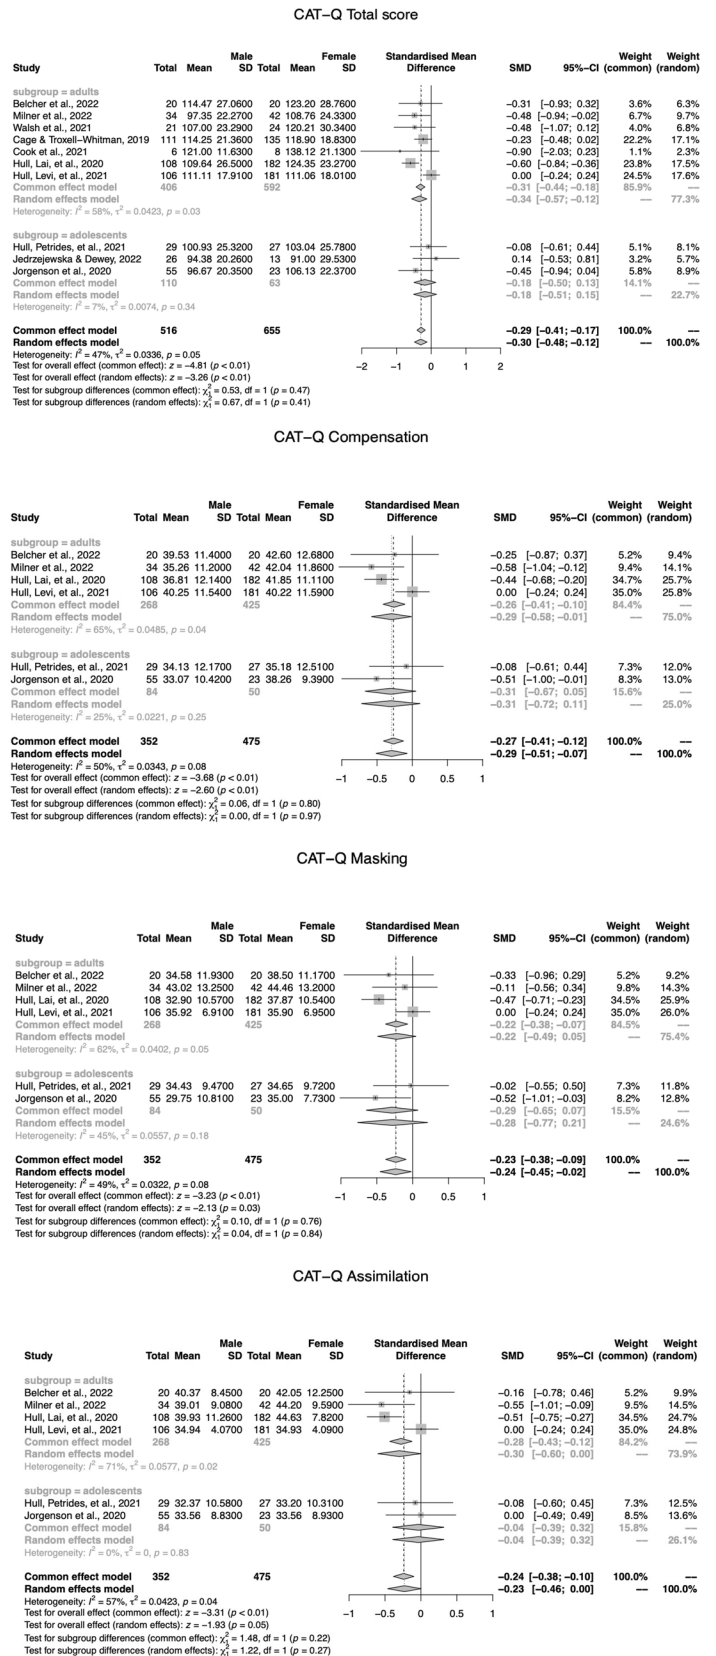 CAT-Q Total score
Male Female Standardised Mean Weight Weight
Study Total Mean SD Total Mean SD Difference SMD 95%-CI (common) (random)
subgroup = adults
Belcher et al., 2022 20 114.47 27.0600 20 123.20 28.7600 -0.31 [-0.93; 0.32] 3.6% 6.3%
Milner et al., 2022 34 97.35 22.2700 42 108.76 24.3300 -0.48 [-0.94; -0.02] 6.7% 9.7%
Walsh et al., 2021 21 107.00 23.2900 24 120.21 30.3400 -0.48 [-1.07; 0.12] 4.0% 6.8%
Cage & Troxell-Whitman, 2019 111 114.25 21.3600 135 118.90 18.8300 -0.23 [-0.48; 0.02] 22.2% 17.1%
Cook et al., 2021 6 121.00 11.6300 8 138.12 21.1300 -0.90 [-2.03; 0.23] 1.1% 2.3%
Hull, Lai, et al., 2020 108 109.64 26.5000 182 124.35 23.2700 -0.60 [-0.84; -0.36] 23.8% 17.5%
Hull, Levi, et al., 2021 106 111.11 17.9100 181 111.06 18.0100 0.00 [-0.24; 0.24] 24.5% 17.6%
Common effect model 406 592 -0.31 [-0.44; -0.18] 85.9% --
Random effects model -0.34 [-0.57; -0.12] -- 77.3%
Heterogeneity: I² = 58%, τ² = 0.0423, p = 0.03
subgroup = adolescents
Hull, Petrides, et al., 2021 29 100.93 25.3200 27 103.04 25.7800 -0.08 [-0.61; 0.44] 5.1% 8.1%
Jedrzejewska & Dewey, 2022 26 94.38 20.2600 13 91.00 29.5300 0.14 [-0.53; 0.81] 3.2% 5.7%
Jorgenson et al., 2020 55 96.67 20.3500 23 106.13 22.3700 -0.45 [-0.94; 0.04] 5.8% 8.9%
Common effect model 110 63 -0.18 [-0.50; 0.13] 14.1% --
Random effects model -0.18 [-0.51; 0.15] -- 22.7%
Heterogeneity: I² = 7%, τ² = 0.0074, p = 0.34
Common effect model 516 655 -0.29 [-0.41; -0.17] 100.0% --
Random effects model -0.30 [-0.48; -0.12] -- 100.0%
Heterogeneity: I² = 47%, τ² = 0.0336, p = 0.05
-2 -1 0 1 2
Test for overall effect (common effect): z = -4.81 (p < 0.01)
Test for overall effect (random effects): z = -3.26 (p < 0.01)
Test for subgroup differences (common effect): χ²₁ = 0.53, df = 1 (p = 0.47)
Test for subgroup differences (random effects): χ²₁ = 0.67, df = 1 (p = 0.41)
CAT-Q Compensation
Male Female Standardised Mean Weight Weight
Study Total Mean SD Total Mean SD Difference SMD 95%-CI (common) (random)
subgroup = adults
Belcher et al., 2022 20 39.53 11.4000 20 42.60 12.6800 -0.25 [-0.87; 0.37] 5.2% 9.4%
Milner et al., 2022 34 35.26 11.2000 42 42.04 11.8600 -0.58 [-1.04; -0.12] 9.4% 14.1%
Hull, Lai, et al., 2020 108 36.81 12.1400 182 41.85 11.1100 -0.44 [-0.68; -0.20] 34.7% 25.7%
Hull, Levi, et al., 2021 106 40.25 11.5400 181 40.22 11.5900 0.00 [-0.24; 0.24] 35.0% 25.8%
Common effect model 268 425 -0.26 [-0.41; -0.10] 84.4% --
Random effects model -0.29 [-0.58; -0.01] -- 75.0%
Heterogeneity: I² = 65%, τ² = 0.0485, p = 0.04
subgroup = adolescents
Hull, Petrides, et al., 2021 29 34.13 12.1700 27 35.18 12.5100 -0.08 [-0.61; 0.44] 7.3% 12.0%
Jorgenson et al., 2020 55 33.07 10.4200 23 38.26 9.3900 -0.51 [-1.00; -0.01] 8.3% 13.0%
Common effect model 84 50 -0.31 [-0.67; 0.05] 15.6% --
Random effects model -0.31 [-0.72; 0.11] -- 25.0%
Heterogeneity: I² = 25%, τ² = 0.0221, p = 0.25
Common effect model 352 475 -0.27 [-0.41; -0.12] 100.0% --
Random effects model -0.29 [-0.51; -0.07] -- 100.0%
Heterogeneity: I² = 50%, τ² = 0.0343, p = 0.08
-1 -0.5 0 0.5 1
Test for overall effect (common effect): z = -3.68 (p < 0.01)
Test for overall effect (random effects): z = -2.60 (p < 0.01)
Test for subgroup differences (common effect): χ²₁ = 0.06, df = 1 (p = 0.80)
Test for subgroup differences (random effects): χ²₁ = 0.00, df = 1 (p = 0.97)
CAT-Q Masking
Male Female Standardised Mean Weight Weight
Study Total Mean SD Total Mean SD Difference SMD 95%-CI (common) (random)
subgroup = adults
Belcher et al., 2022 20 34.58 11.9300 20 38.50 11.1700 -0.33 [-0.96; 0.29] 5.2% 9.2%
Milner et al., 2022 34 43.02 13.2500 42 44.46 13.2000 -0.11 [-0.56; 0.34] 9.8% 14.3%
Hull, Lai, et al., 2020 108 32.90 10.5700 182 37.87 10.5400 -0.47 [-0.71; -0.23] 34.5% 25.9%
Hull, Levi, et al., 2021 106 35.92 6.9100 181 35.90 6.9500 0.00 [-0.24; 0.24] 35.0% 26.0%
Common effect model 268 425 -0.22 [-0.38; -0.07] 84.5% --
Random effects model -0.22 [-0.49; 0.05] -- 75.4%
Heterogeneity: I² = 62%, τ² = 0.0402, p = 0.05
subgroup = adolescents
Hull, Petrides, et al., 2021 29 34.43 9.4700 27 34.65 9.7200 -0.02 [-0.55; 0.50] 7.3% 11.8%
Jorgenson et al., 2020 55 29.75 10.8100 23 35.00 7.7300 -0.52 [-1.01; -0.03] 8.2% 12.8%
Common effect model 84 50 -0.29 [-0.65; 0.07] 15.5% --
Random effects model -0.28 [-0.77; 0.21] -- 24.6%
Heterogeneity: I² = 45%, τ² = 0.0557, p = 0.18
Common effect model 352 475 -0.23 [-0.38; -0.09] 100.0% --
Random effects model -0.24 [-0.45; -0.02] -- 100.0%
Heterogeneity: I² = 49%, τ² = 0.0322, p = 0.08
-1 -0.5 0 0.5 1
Test for overall effect (common effect): z = -3.23 (p < 0.01)
Test for overall effect (random effects): z = -2.13 (p = 0.03)
Test for subgroup differences (common effect): χ²₁ = 0.10, df = 1 (p = 0.76)
Test for subgroup differences (random effects): χ²₁ = 0.04, df = 1 (p = 0.84)
CAT-Q Assimilation
Male Female Standardised Mean Weight Weight
Study Total Mean SD Total Mean SD Difference SMD 95%-CI (common) (random)
subgroup = adults
Belcher et al., 2022 20 40.37 8.4500 20 42.05 12.2500 -0.16 [-0.78; 0.46] 5.2% 9.9%
Milner et al., 2022 34 39.01 9.0800 42 44.20 9.5900 -0.55 [-1.01; -0.09] 9.5% 14.5%
Hull, Lai, et al., 2020 108 39.93 11.2600 182 44.63 7.8200 -0.51 [-0.75; -0.27] 34.5% 24.7%
Hull, Levi, et al., 2021 106 34.94 4.0700 181 34.93 4.0900 0.00 [-0.24; 0.24] 35.0% 24.8%
Common effect model 268 425 -0.28 [-0.43; -0.12] 84.2% --
Random effects model -0.30 [-0.60; 0.00] -- 73.9%
Heterogeneity: I² = 71%, τ² = 0.0577, p = 0.02
subgroup = adolescents
Hull, Petrides, et al., 2021 29 32.37 10.5800 27 33.20 10.3100 -0.08 [-0.60; 0.45] 7.3% 12.5%
Jorgenson et al., 2020 55 33.56 8.8300 23 33.56 8.9300 0.00 [-0.49; 0.49] 8.5% 13.6%
Common effect model 84 50 -0.04 [-0.39; 0.32] 15.8% --
Random effects model -0.04 [-0.39; 0.32] -- 26.1%
Heterogeneity: I² = 0%, τ² = 0, p = 0.83
Common effect model 352 475 -0.24 [-0.38; -0.10] 100.0% --
Random effects model -0.23 [-0.46; 0.00] -- 100.0%
Heterogeneity: I² = 57%, τ² = 0.0423, p = 0.04
-1 -0.5 0 0.5 1
Test for overall effect (common effect): z = -3.31 (p < 0.01)
Test for overall effect (random effects): z = -1.93 (p = 0.05)
Test for subgroup differences (common effect): χ²₁ = 1.48, df = 1 (p = 0.22)
Test for subgroup differences (random effects): χ²₁ = 1.22, df = 1 (p = 0.27)